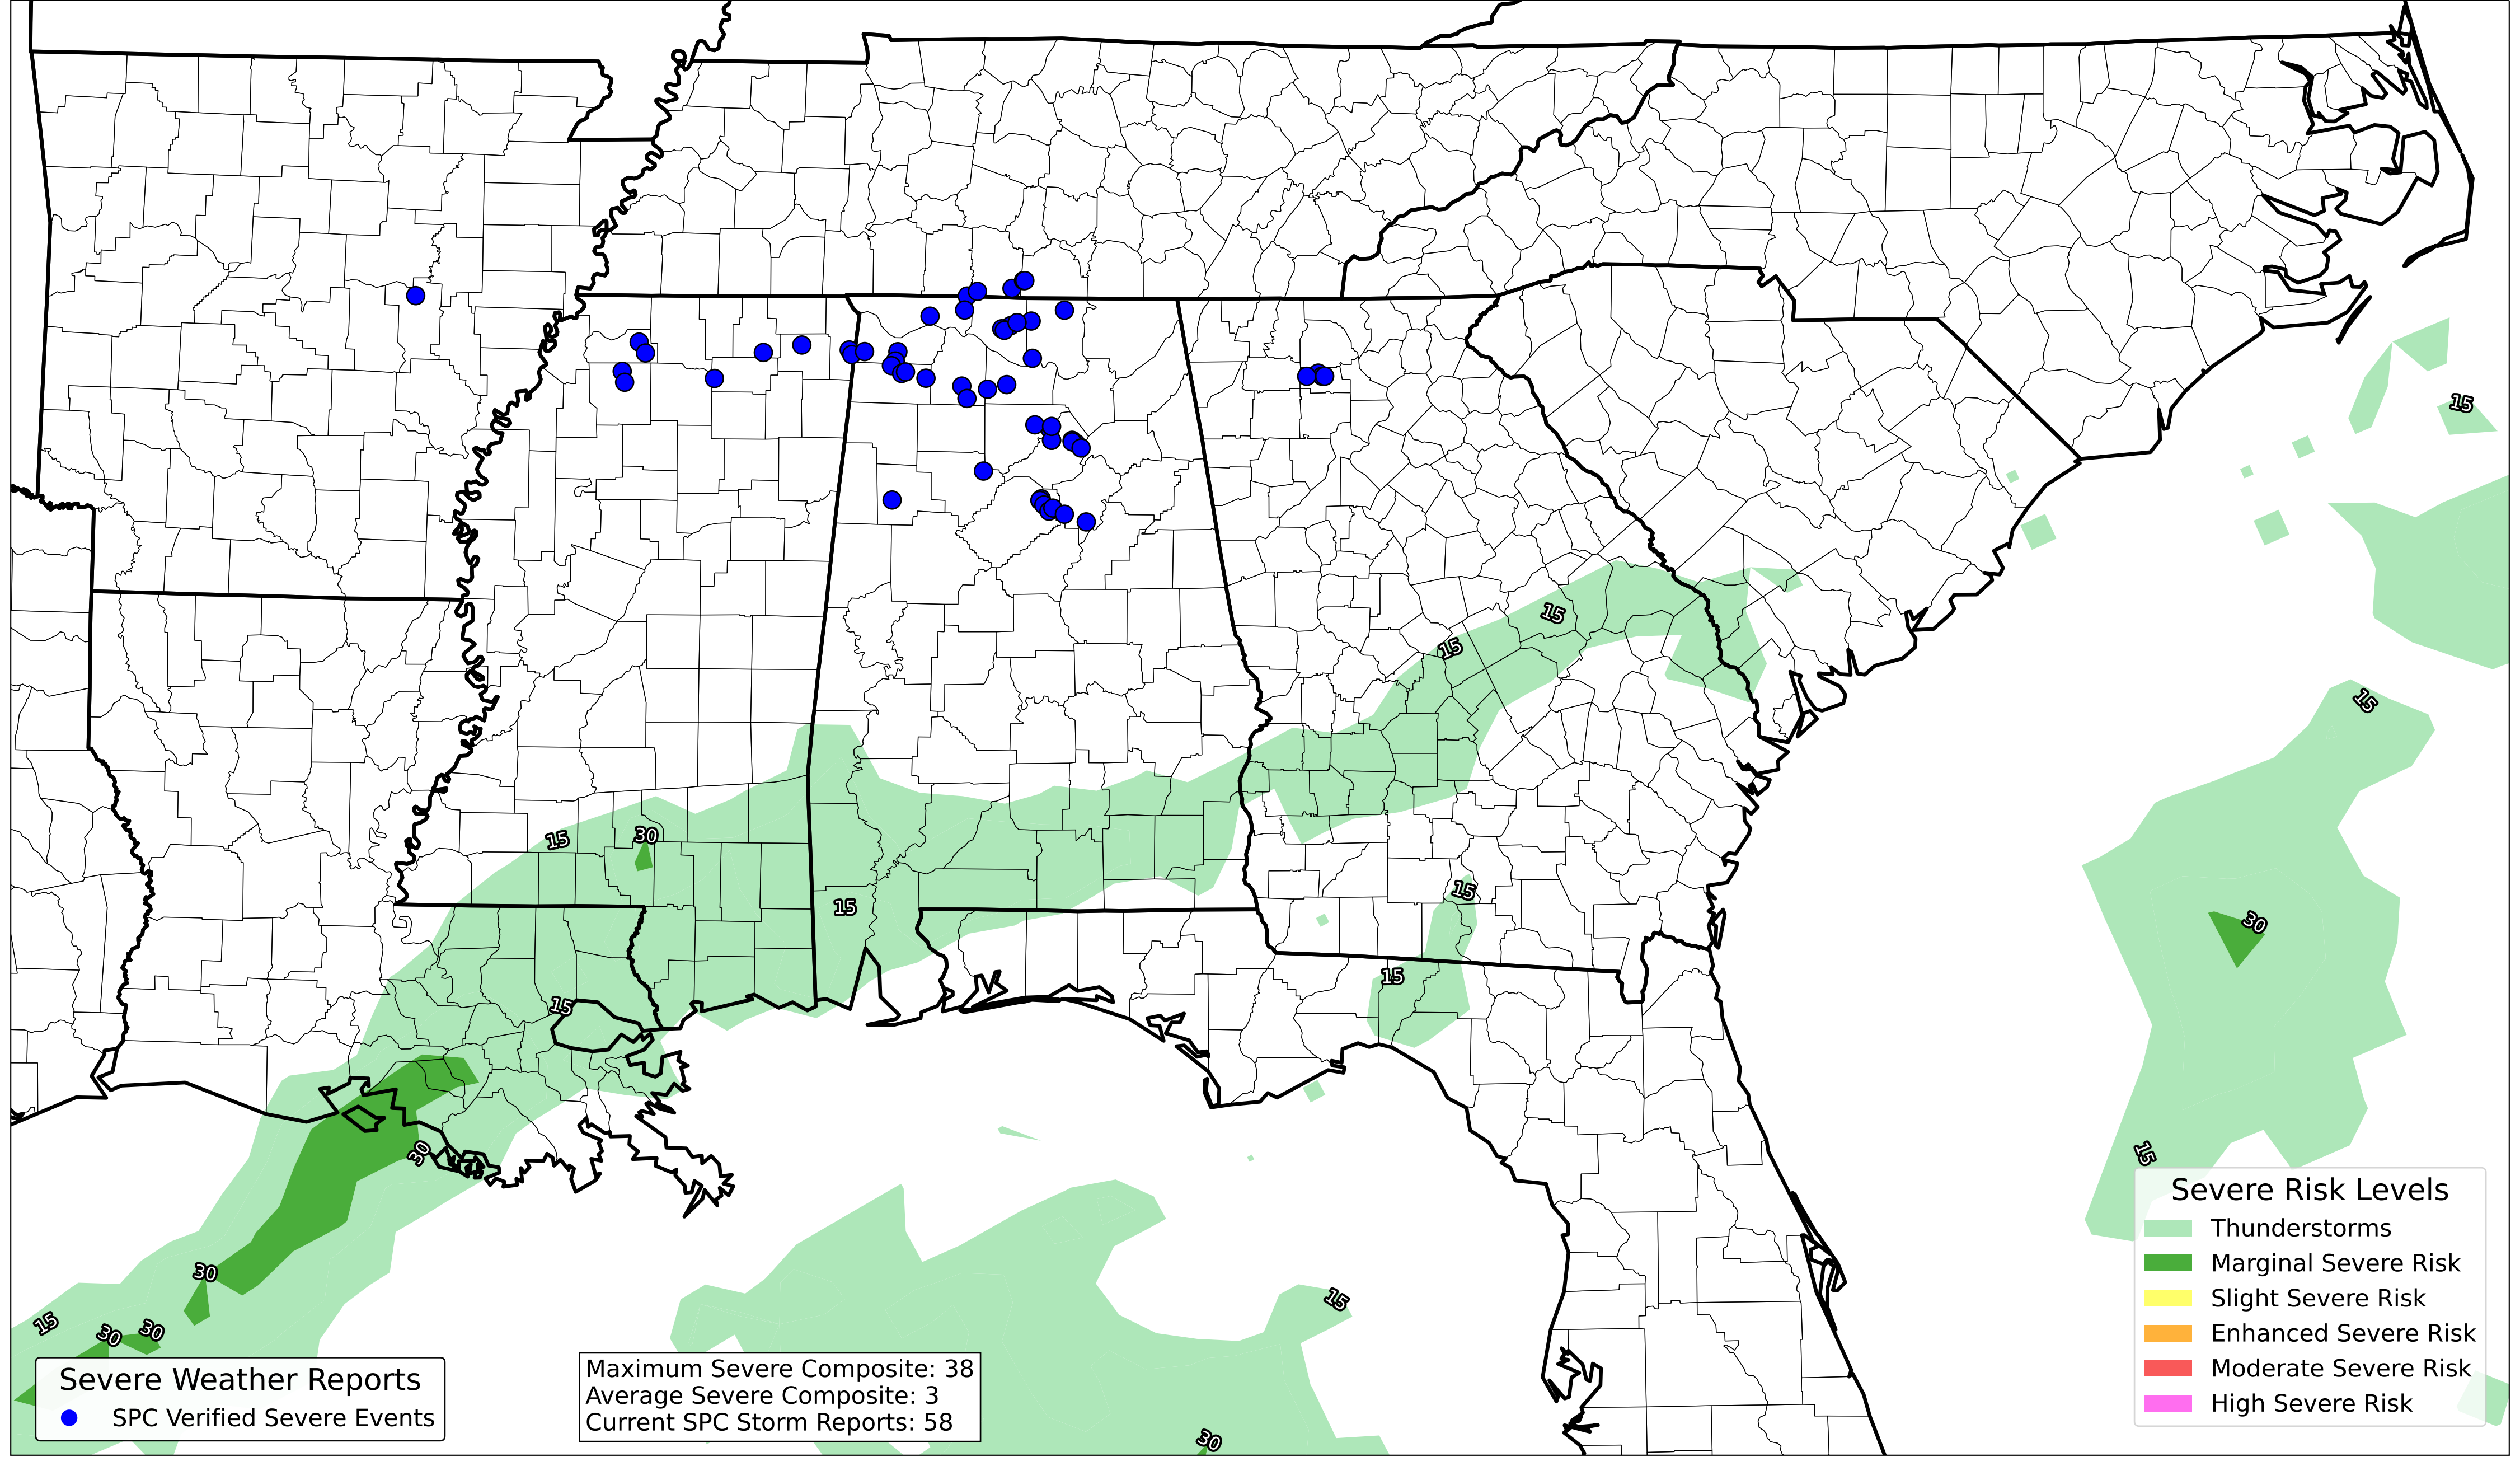 15
15
15
15
15
15
30
15
15
30
15
15
15
30
30
15
15
30
30
30
Severe Weather Reports
SPC Verified Severe Events
Maximum Severe Composite: 38
Average Severe Composite: 3
Current SPC Storm Reports: 58
Severe Risk Levels
Thunderstorms
Marginal Severe Risk
Slight Severe Risk
Enhanced Severe Risk
Moderate Severe Risk
High Severe Risk